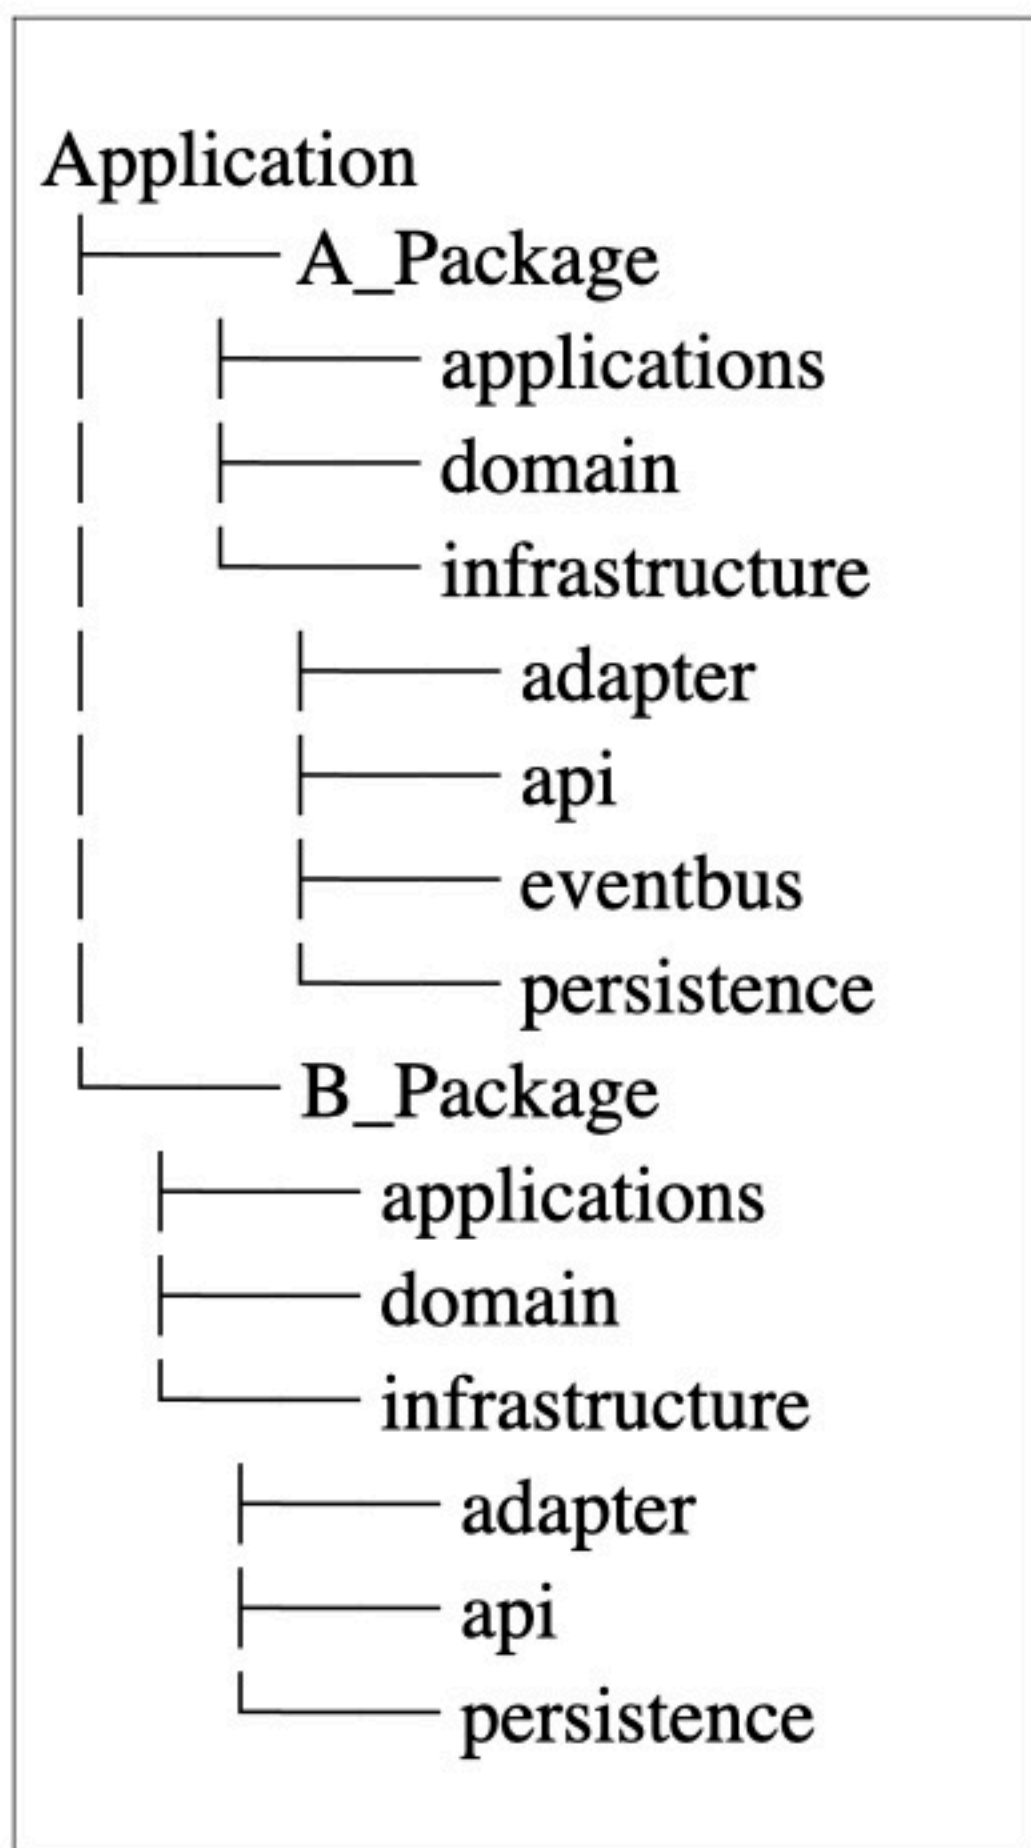 Application
A_Package
applications
domain
infrastructure
adapter
api
eventbus
persistence
B_Package
applications
domain
infrastructure
adapter
api
persistence